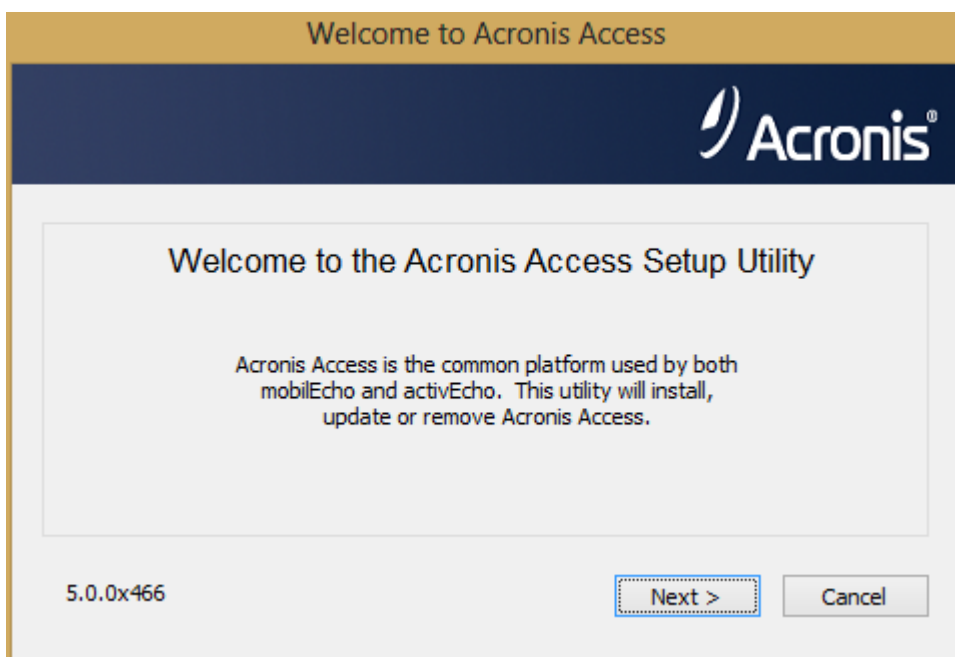 Welcome to Acronis Access
Acronis®
Welcome to the Acronis Access Setup Utility
Acronis Access is the common platform used by both
mobilEcho and activEcho.  This utility will install,
update or remove Acronis Access.
5.0.0x466
Next >
Cancel